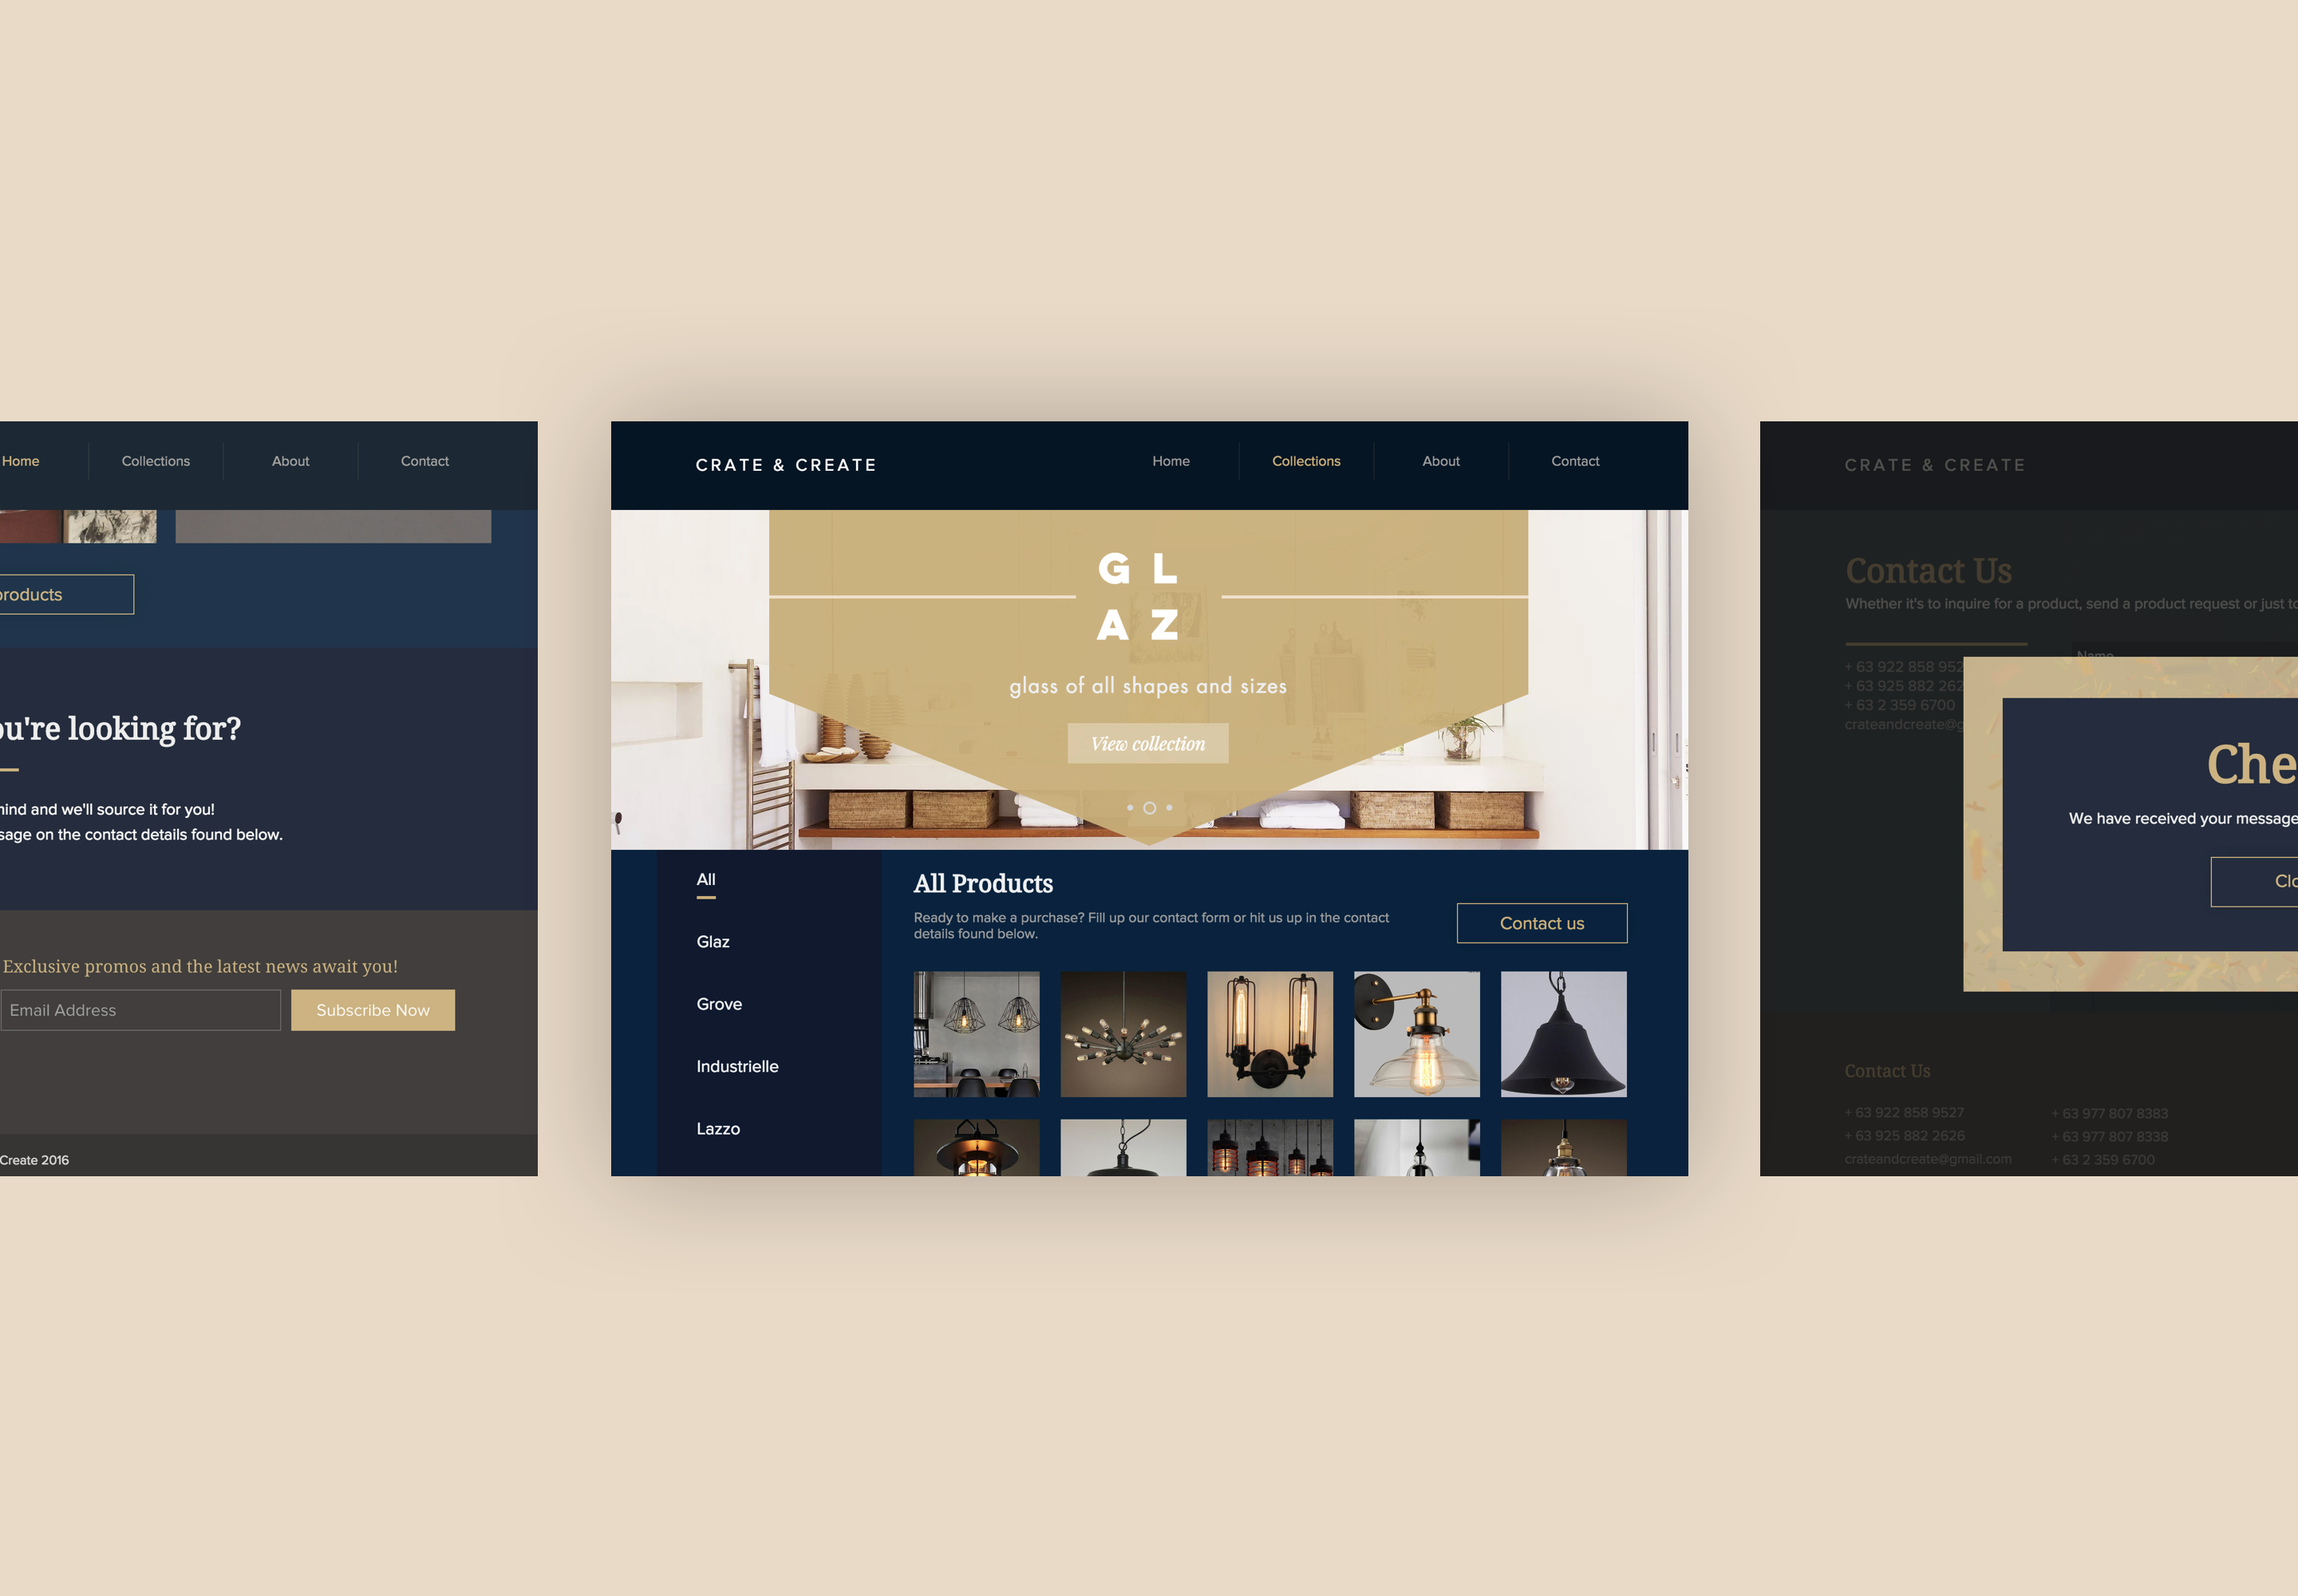 Home
Collections
About
Contact
products
you're looking for?
mind and we'll source it for you!
message on the contact details found below.
Exclusive promos and the latest news await you!
Email Address
Subscribe Now
Create 2016
CRATE & CREATE
Home
Collections
About
Contact
G L
A Z
glass of all shapes and sizes
View collection
All
Glaz
Grove
Industrielle
Lazzo
All Products
Ready to make a purchase? Fill up our contact form or hit us up in the contact
details found below.
Contact us
CRATE & CREATE
Contact Us
Whether it's to inquire for a product, send a product request or just to
+ 63 922 858 952
+ 63 925 882 262
+ 63 2 359 6700
crateandcreate@g
Name
Che
We have received your message
Clo
Contact Us
+ 63 922 858 9527
+ 63 925 882 2626
crateandcreate@gmail.com
+ 63 977 807 8383
+ 63 977 807 8338
+ 63 2 359 6700